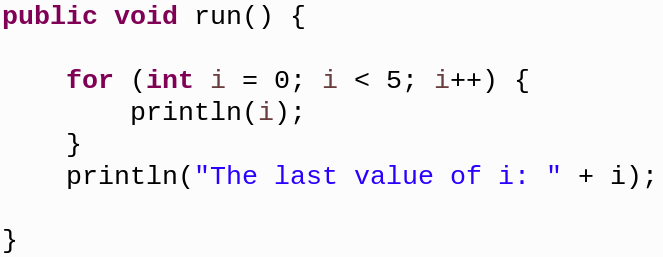 public void run() {
    for (int i = 0; i < 5; i++) {
        println(i);
    }
    println("The last value of i: " + i);
}